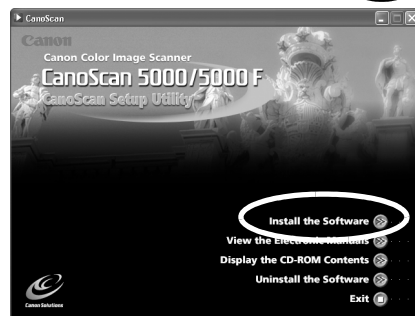 CanoScan
Canon
Canon Color Image Scanner
CanoScan 5000/5000 F
CanoScan Setup Utility
Install the Software
View the Electronic Manuals
Display the CD-ROM Contents
Uninstall the Software
Exit
Canon Solutions